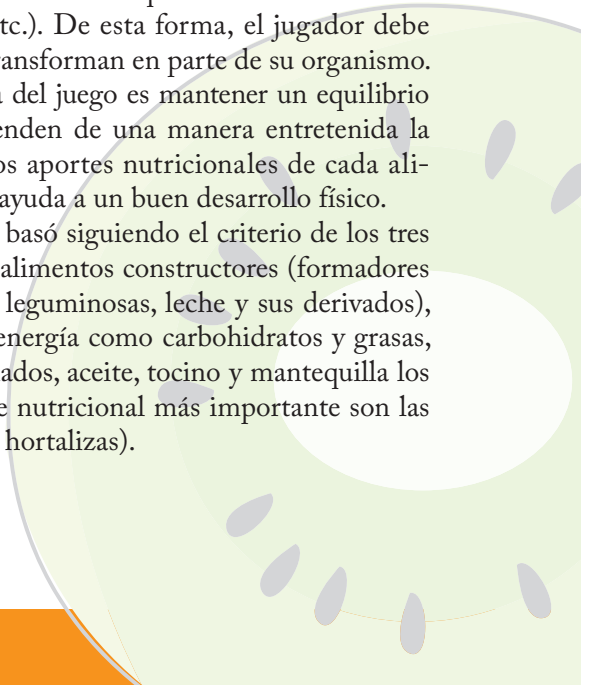 tc.). De esta forma, el jugador debe
ransforman en parte de su organismo.
del juego es mantener un equilibrio
enden de una manera entretenida la
os aportes nutricionales de cada ali-
ayuda a un buen desarrollo físico.
basó siguiendo el criterio de los tres
alimentos constructores (formadores
leguminosas, leche y sus derivados),
energía como carbohidratos y grasas,
ados, aceite, tocino y mantequilla los
e nutricional más importante son las
hortalizas).